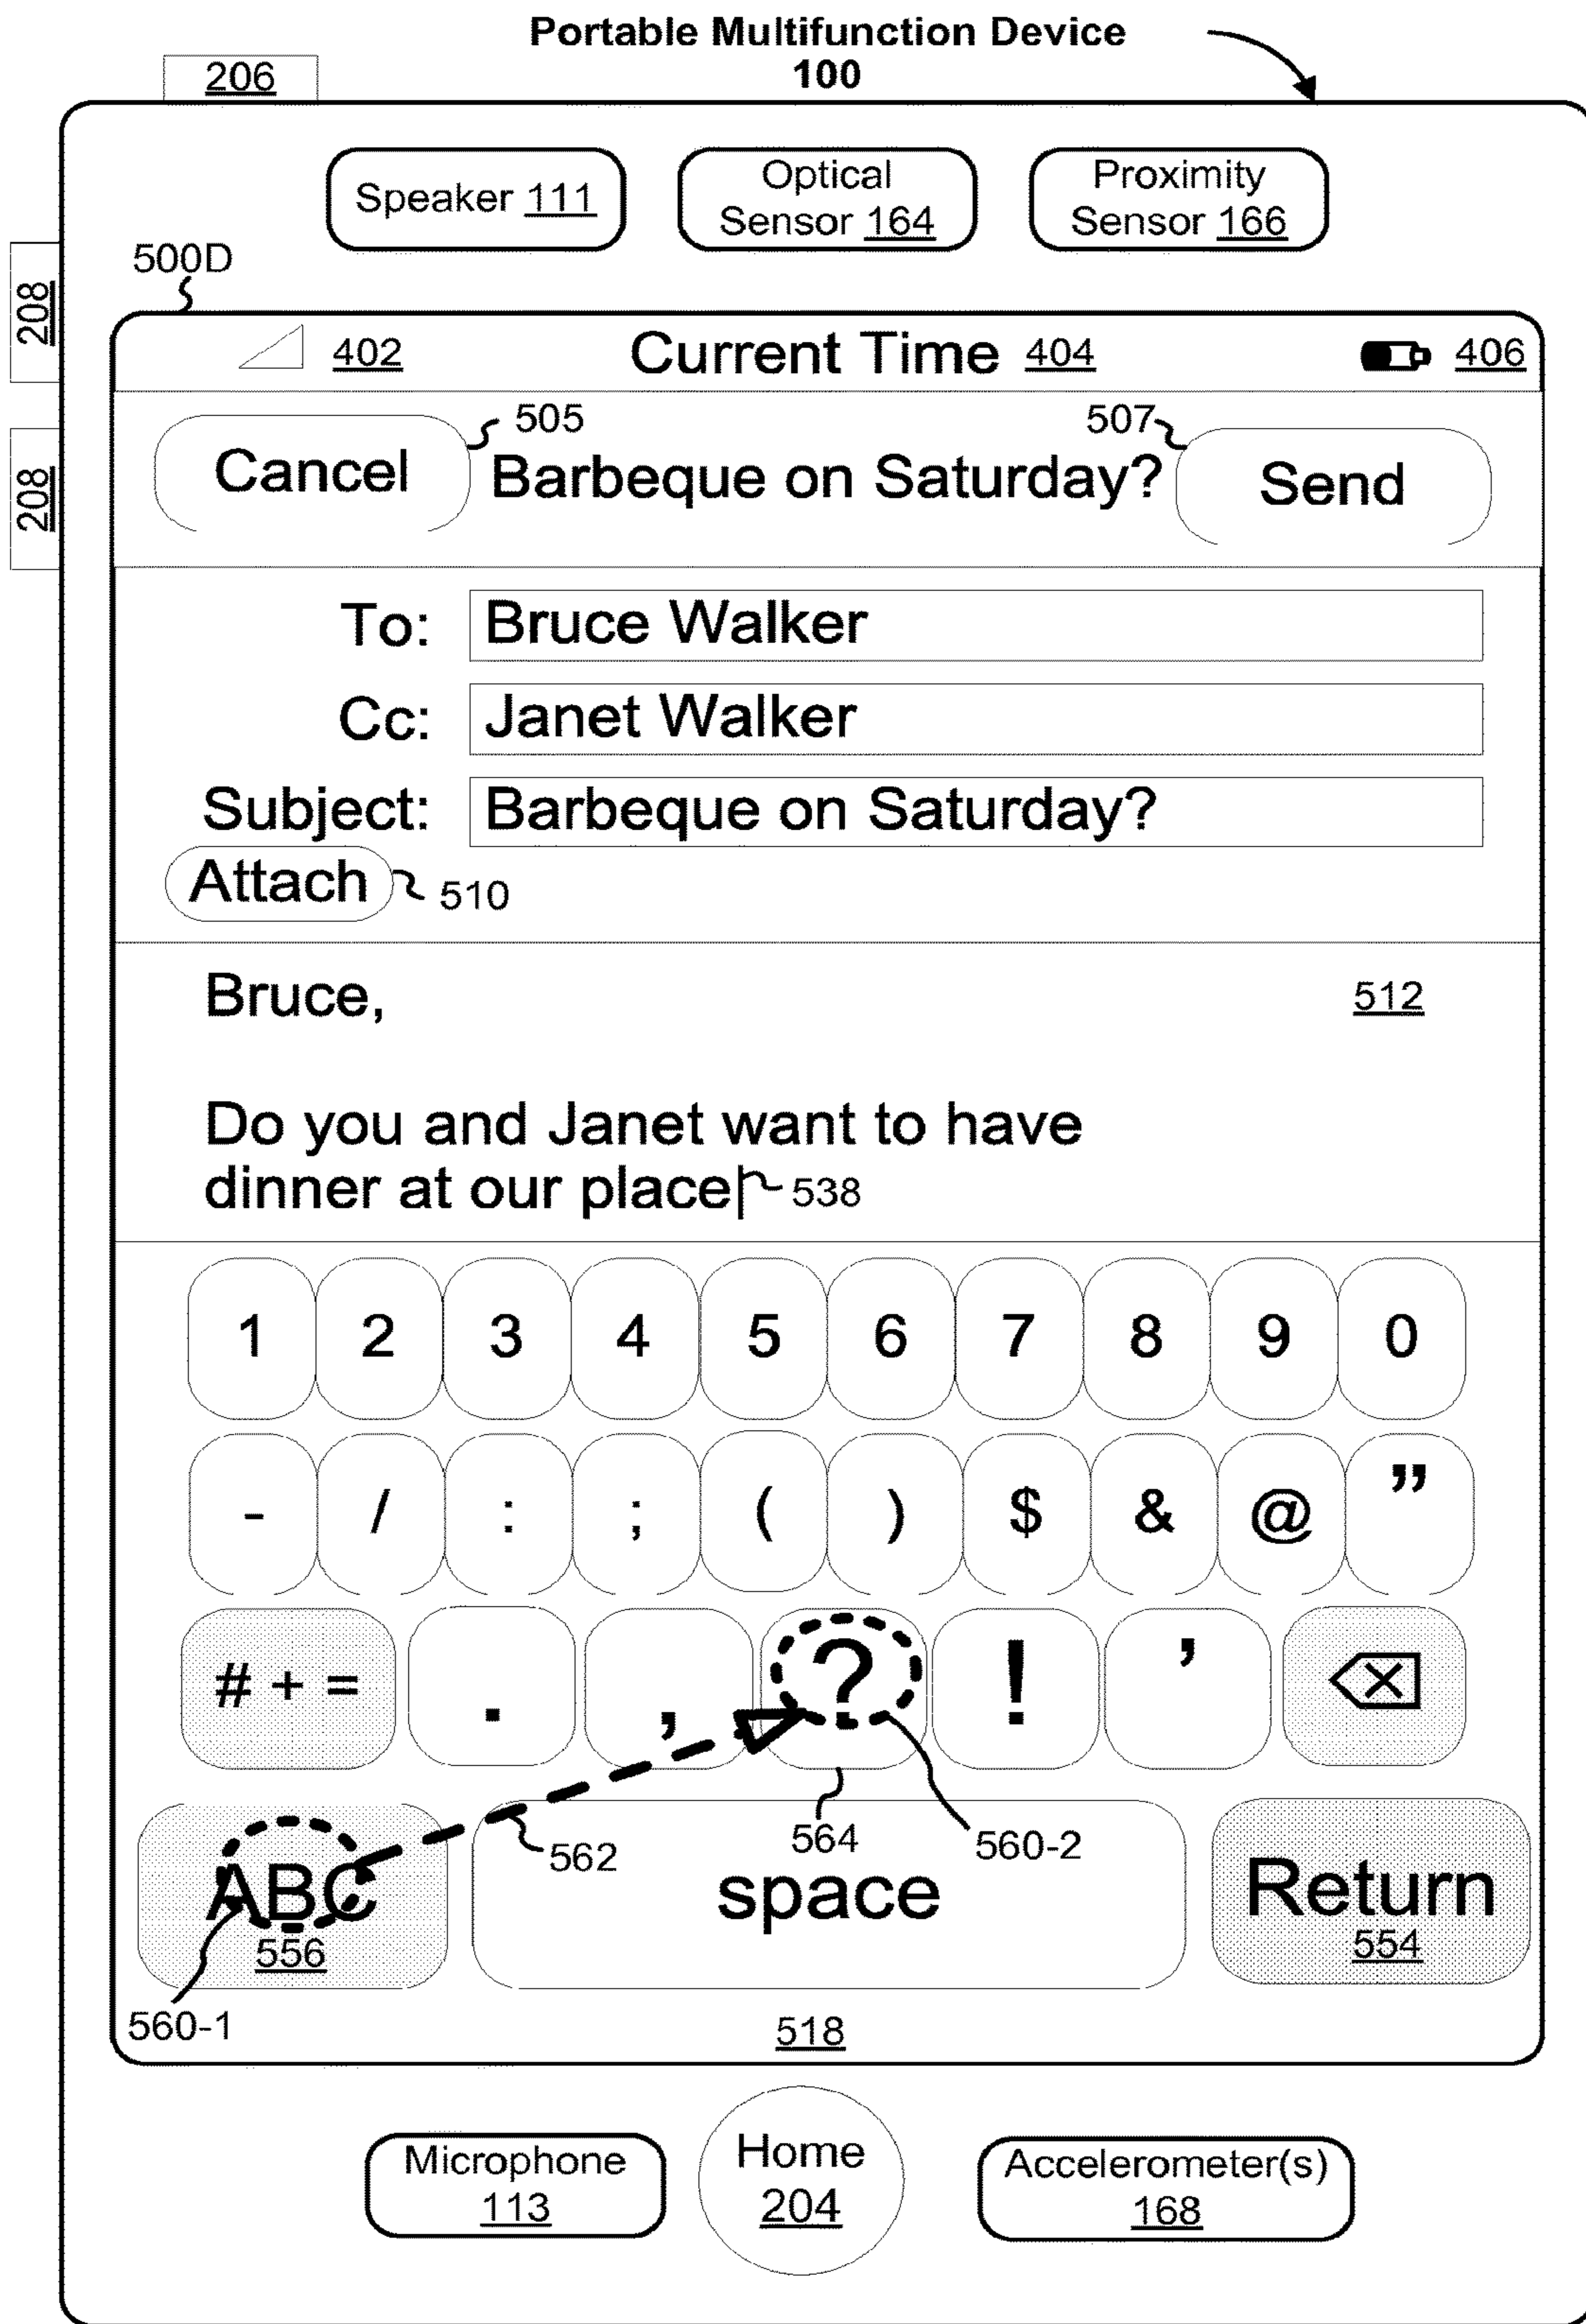 Portable Multifunction Device
100
206
Speaker 111
Optical
Sensor 164
Proximity
Sensor 166
500D
208
208
402
Current Time 404
406
505
507
Cancel
Barbeque on Saturday?
Send
To:
Bruce Walker
Cc:
Janet Walker
Subject:
Barbeque on Saturday?
Attach
510
Bruce,
512
Do you and Janet want to have
dinner at our place
538
1 2 3 4 5 6 7 8 9 0
- / : ; ( ) $ & @ ”
# + = . , ? ! ’
562
564
560-2
ABC
556
space
Return
554
560-1
518
Microphone
113
Home
204
Accelerometer(s)
168